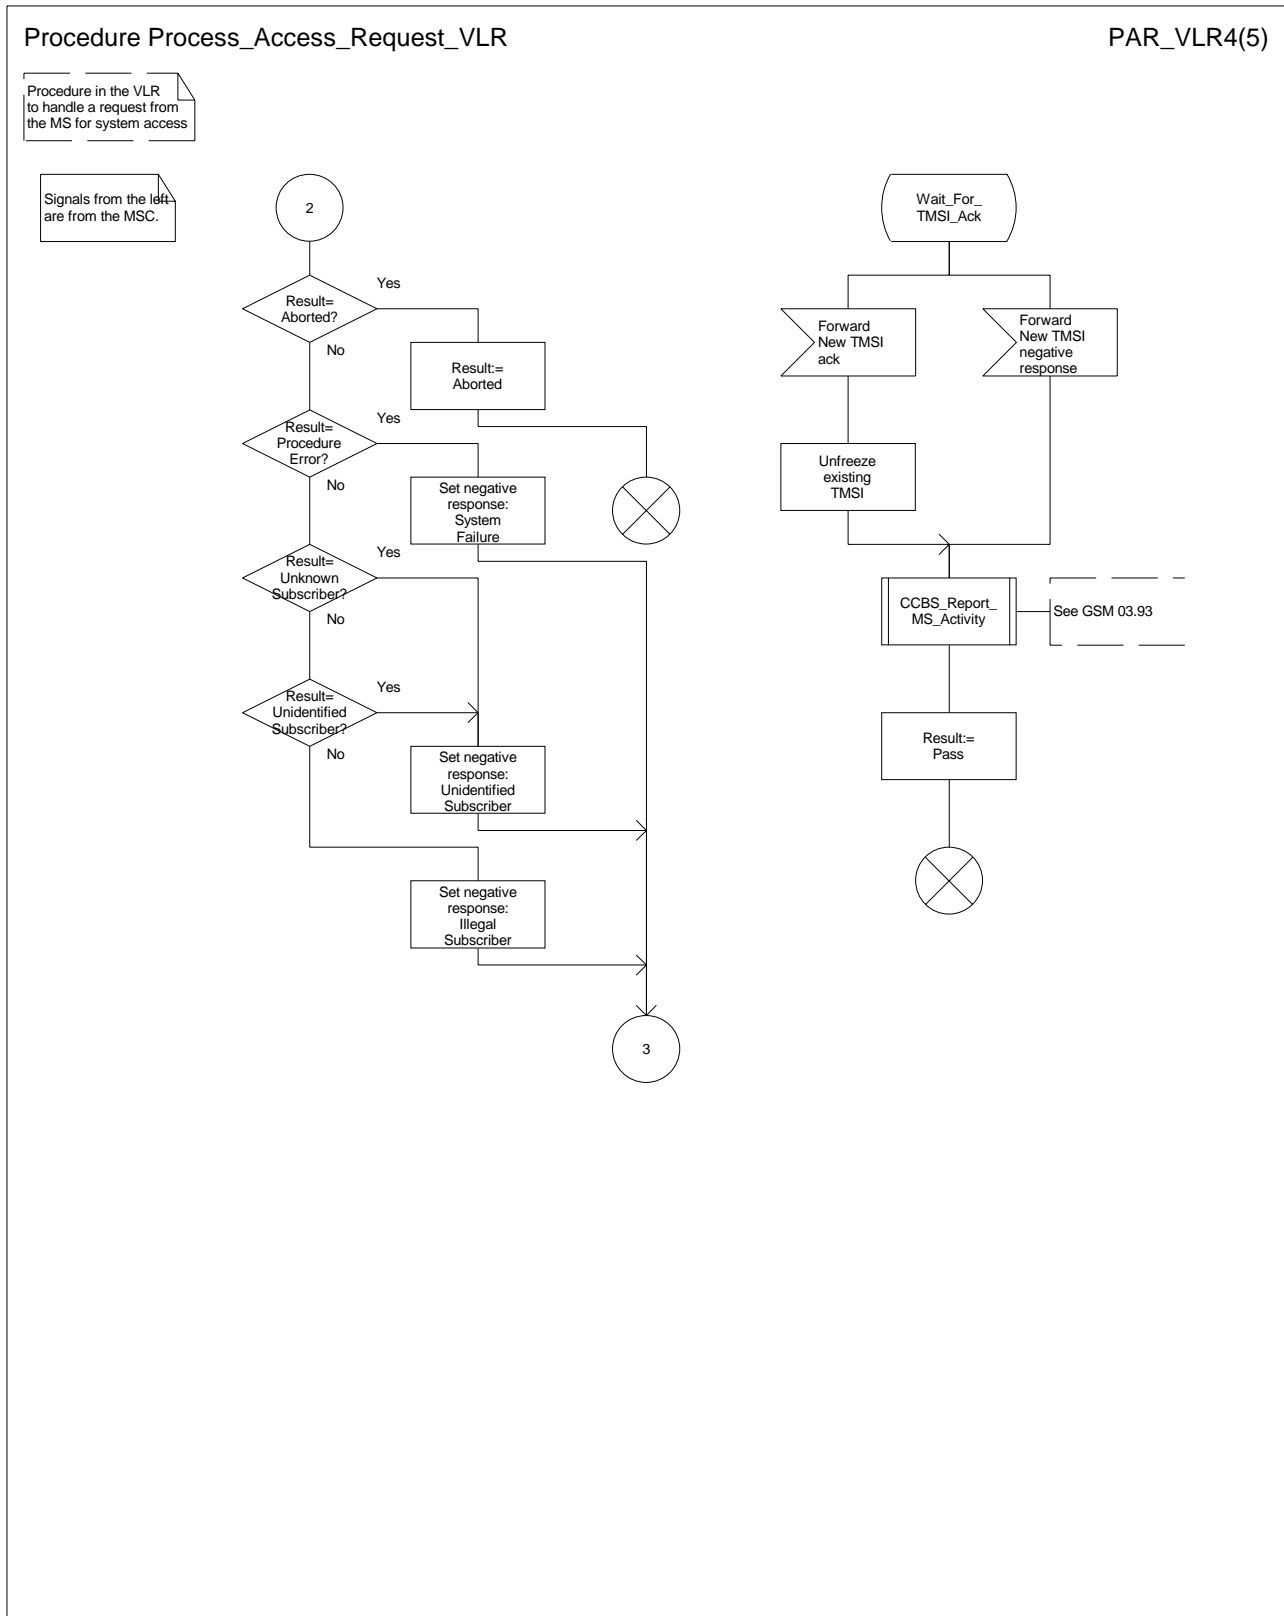 Procedure Process_Access_Request_VLR
PAR_VLR4(5)
Procedure in the VLR
to handle a request from
the MS for system access
Signals from the left
are from the MSC.
2
Result=
Aborted?
Yes
No
Result:=
Aborted
Result=
Procedure
Error?
Yes
No
Set negative
response:
System
Failure
Result=
Unknown
Subscriber?
Yes
No
Result=
Unidentified
Subscriber?
Yes
No
Set negative
response:
Unidentified
Subscriber
Set negative
response:
Illegal
Subscriber
3
Wait_For_
TMSI_Ack
Forward
New TMSI
ack
Forward
New TMSI
negative
response
Unfreeze
existing
TMSI
CCBS_Report_
MS_Activity
See GSM 03.93
Result:=
Pass